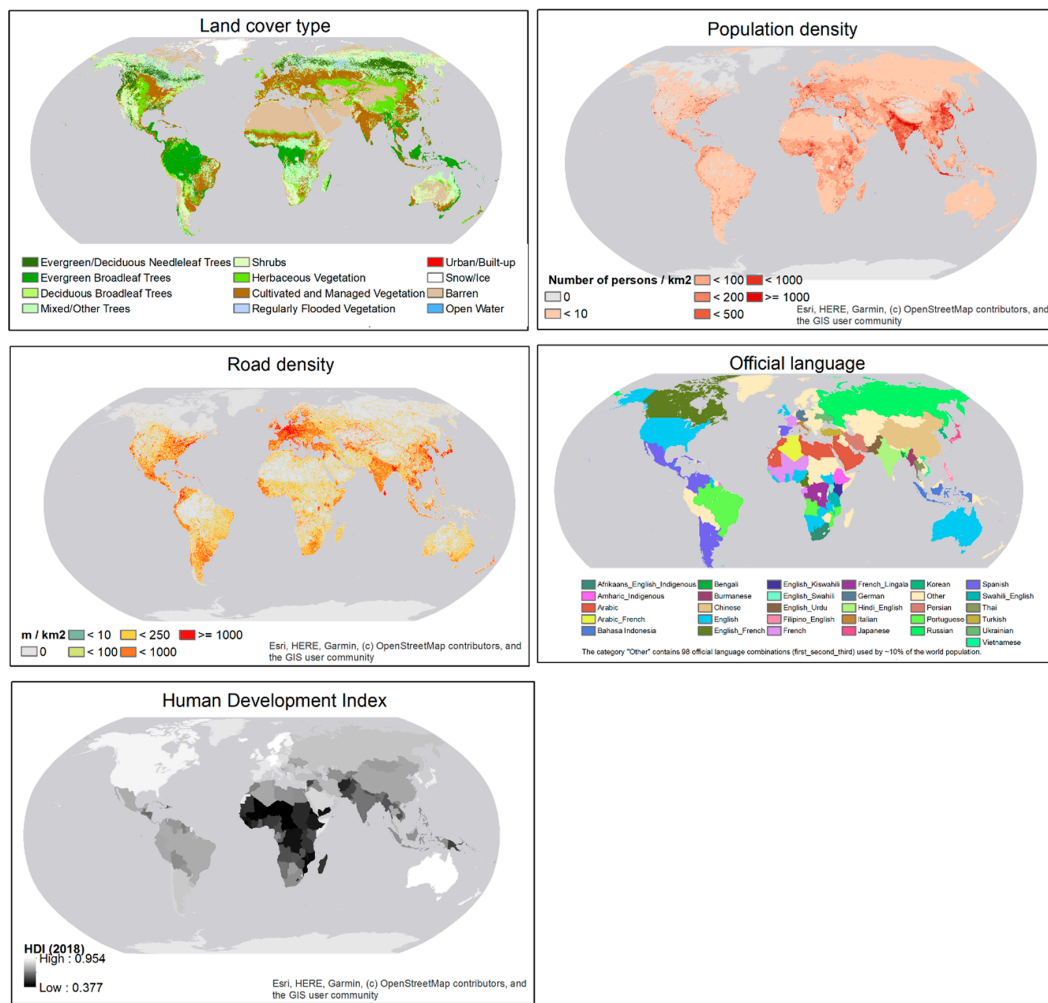 Land cover type
Evergreen/Deciduous Needleleaf Trees
Evergreen Broadleaf Trees
Deciduous Broadleaf Trees
Mixed/Other Trees
Shrubs
Herbaceous Vegetation
Cultivated and Managed Vegetation
Regularly Flooded Vegetation
Urban/Built-up
Snow/Ice
Barren
Open Water
Population density
Number of persons / km2
0
< 10
< 100
< 200
< 500
< 1000
>= 1000
Esri, HERE, Garmin, (c) OpenStreetMap contributors, and
the GIS user community
Road density
m / km2
0
< 10
< 100
< 250
< 1000
>= 1000
Esri, HERE, Garmin, (c) OpenStreetMap contributors, and
the GIS user community
Official language
Afrikaans_English_Indigenous
Amharic_Indigenous
Arabic
Arabic_French
Bahasa Indonesia
Bengali
Burmanese
Chinese
English
English_French
English_Kiswahili
English_Swahili
English_Urdu
Filipino_English
French
French_Lingala
German
Hindi_English
Italian
Japanese
Korean
Other
Persian
Portuguese
Russian
Spanish
Swahili_English
Thai
Turkish
Ukrainian
Vietnamese
The category "Other" contains 98 official language combinations (first_second_third) used by ~10% of the world population.
Human Development Index
HDI (2018)
High : 0.954
Low : 0.377
Esri, HERE, Garmin, (c) OpenStreetMap contributors, and
the GIS user community